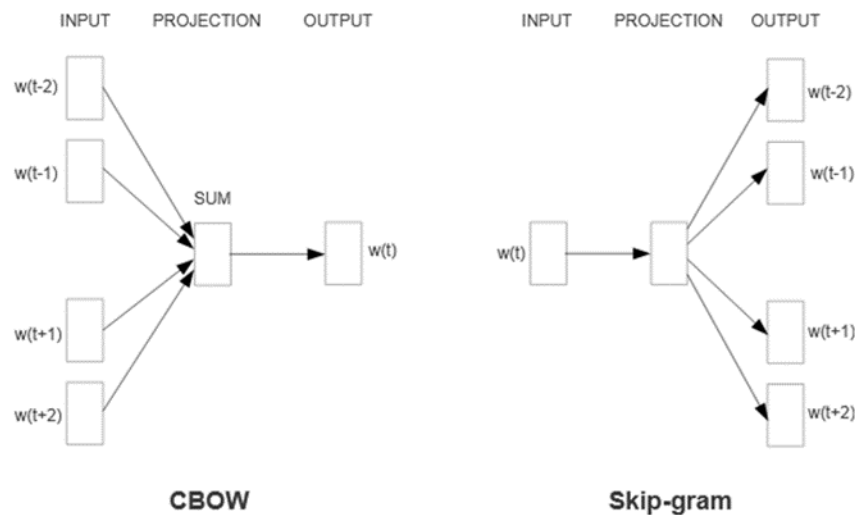 INPUT PROJECTION OUTPUT
w(t-2)
w(t-1)
SUM
w(t)
w(t+1)
w(t+2)
CBOW
INPUT PROJECTION OUTPUT
w(t-2)
w(t-1)
w(t)
w(t+1)
w(t+2)
Skip-gram